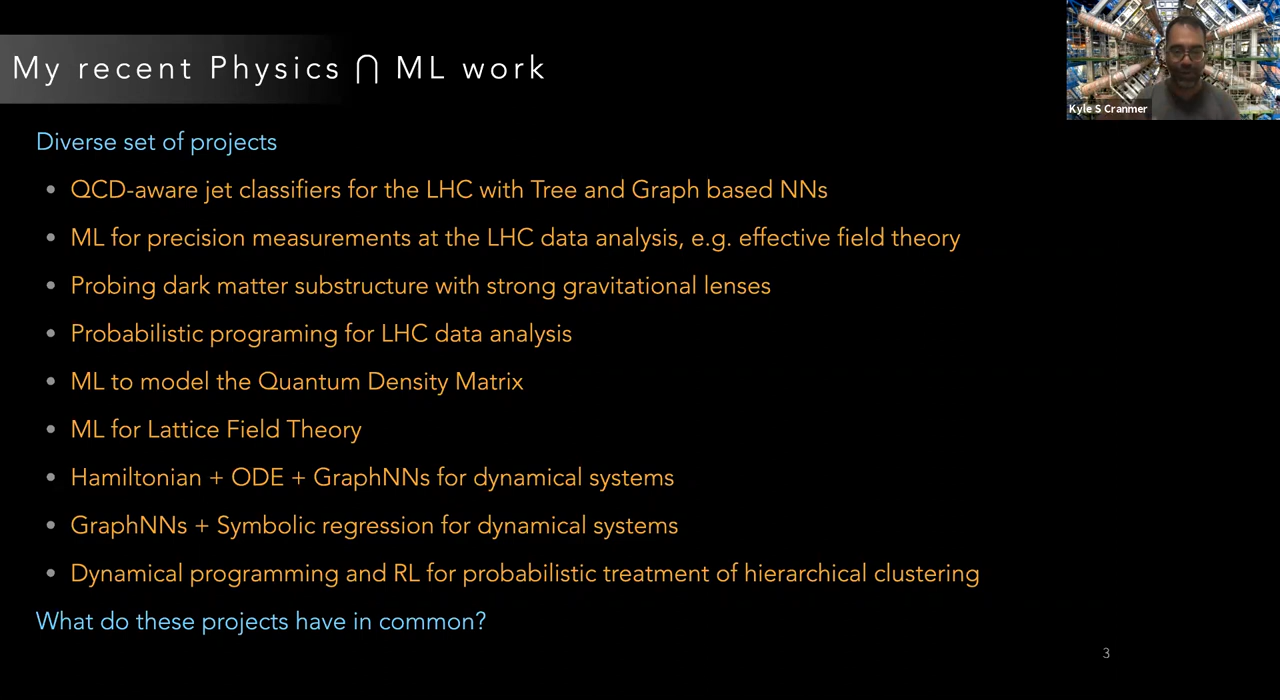 My recent Physics ∩ ML work
Kyle S Cranmer
Diverse set of projects
• QCD-aware jet classifiers for the LHC with Tree and Graph based NNs
• ML for precision measurements at the LHC data analysis, e.g. effective field theory
• Probing dark matter substructure with strong gravitational lenses
• Probabilistic programing for LHC data analysis
• ML to model the Quantum Density Matrix
• ML for Lattice Field Theory
• Hamiltonian + ODE + GraphNNs for dynamical systems
• GraphNNs + Symbolic regression for dynamical systems
• Dynamical programming and RL for probabilistic treatment of hierarchical clustering
What do these projects have in common?
3